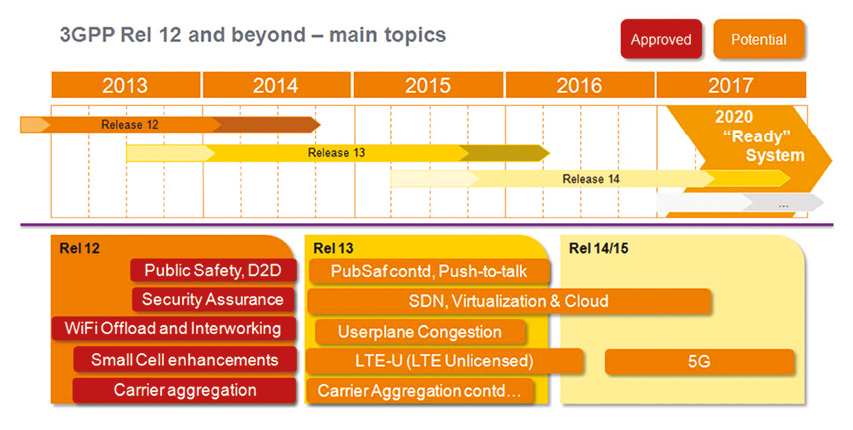 3GPP Rel 12 and beyond – main topics
Approved
Potential
2013
2014
2015
2016
2017
Release 12
2020
"Ready"
System
Release 13
Release 14
...
Rel 12
Rel 13
Rel 14/15
Public Safety, D2D
PubSaf contd, Push-to-talk
Security Assurance
SDN, Virtualization & Cloud
WiFi Offload and Interworking
Userplane Congestion
Small Cell enhancements
LTE-U (LTE Unlicensed)
5G
Carrier aggregation
Carrier Aggregation contd...